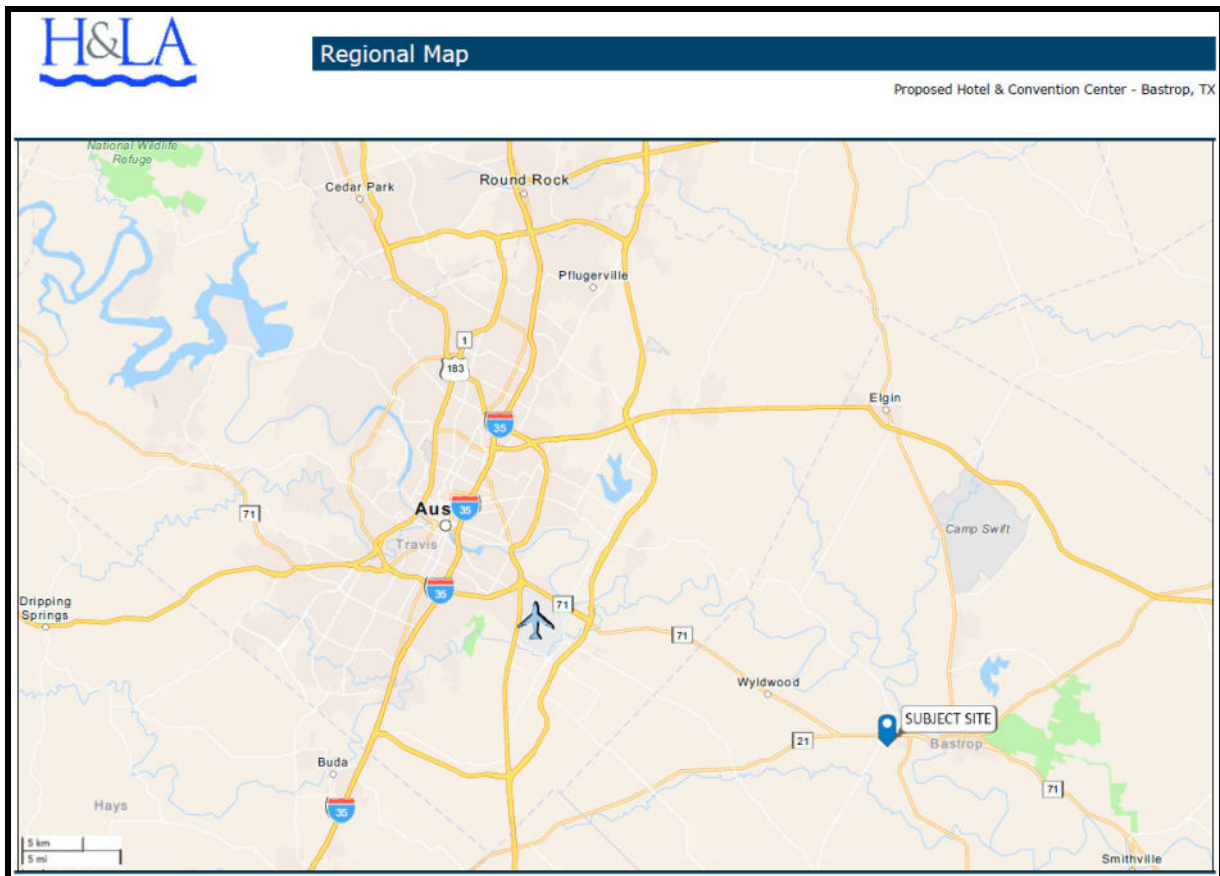 H&LA
Regional Map
Proposed Hotel & Convention Center - Bastrop, TX
National Wildlife
Refuge
Cedar Park
Round Rock
Pflugerville
1
183
35
Elgin
71
Aus
35
Camp Swift
Travis
35
Dripping
Springs
71
71
Wyldwood
SUBJECT SITE
21
Bastrop
Buda
71
Hays
35
5 km
5 mi
Smithville